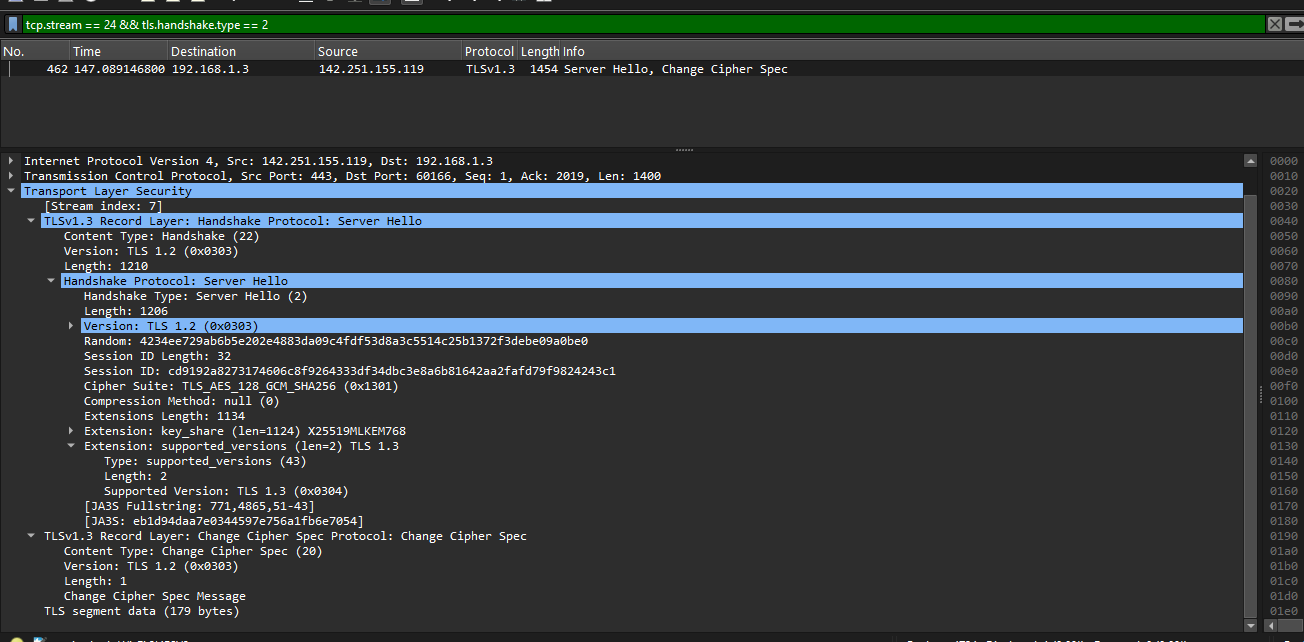 tcp.stream == 24 && tls.handshake.type == 2
No. Time Destination Source Protocol Length Info
462 147.089146800 192.168.1.3 142.251.155.119 TLSv1.3 1454 Server Hello, Change Cipher Spec
Internet Protocol Version 4, Src: 142.251.155.119, Dst: 192.168.1.3
Transmission Control Protocol, Src Port: 443, Dst Port: 60166, Seq: 1, Ack: 2019, Len: 1400
Transport Layer Security
[Stream index: 7]
TLSv1.3 Record Layer: Handshake Protocol: Server Hello
Content Type: Handshake (22)
Version: TLS 1.2 (0x0303)
Length: 1210
Handshake Protocol: Server Hello
Handshake Type: Server Hello (2)
Length: 1206
Version: TLS 1.2 (0x0303)
Random: 4234ee729ab6b5e202e4883da09c4fdf53d8a3c5514c25b1372f3debe09a0be0
Session ID Length: 32
Session ID: cd9192a8273174606c8f9264333df34dbc3e8a6b81642aa2fafd79f9824243c1
Cipher Suite: TLS_AES_128_GCM_SHA256 (0x1301)
Compression Method: null (0)
Extensions Length: 1134
Extension: key_share (len=1124) X25519MLKEM768
Extension: supported_versions (len=2) TLS 1.3
Type: supported_versions (43)
Length: 2
Supported Version: TLS 1.3 (0x0304)
[JA3S Fullstring: 771,4865,51-43]
[JA3S: eb1d94daa7e0344597e756a1fb6e7054]
TLSv1.3 Record Layer: Change Cipher Spec Protocol: Change Cipher Spec
Content Type: Change Cipher Spec (20)
Version: TLS 1.2 (0x0303)
Length: 1
Change Cipher Spec Message
TLS segment data (179 bytes)
0000
0010
0020
0030
0040
0050
0060
0070
0080
0090
00a0
00b0
00c0
00d0
00e0
00f0
0100
0110
0120
0130
0140
0150
0160
0170
0180
0190
01a0
01b0
01c0
01d0
01e0